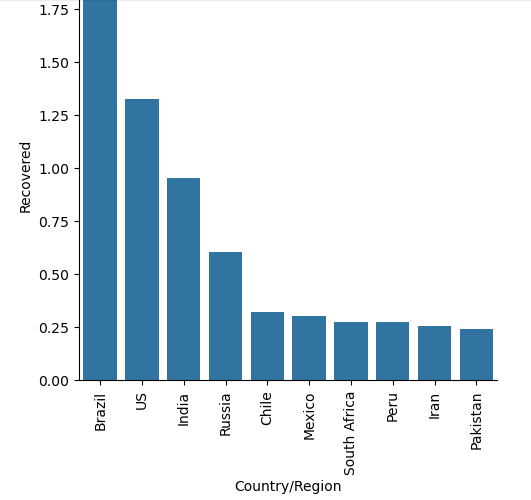 1.75
1.50
1.25
1.00
0.75
0.50
0.25
0.00
Recovered
Brazil
US
India
Russia
Chile
Mexico
South Africa
Peru
Iran
Pakistan
Country/Region